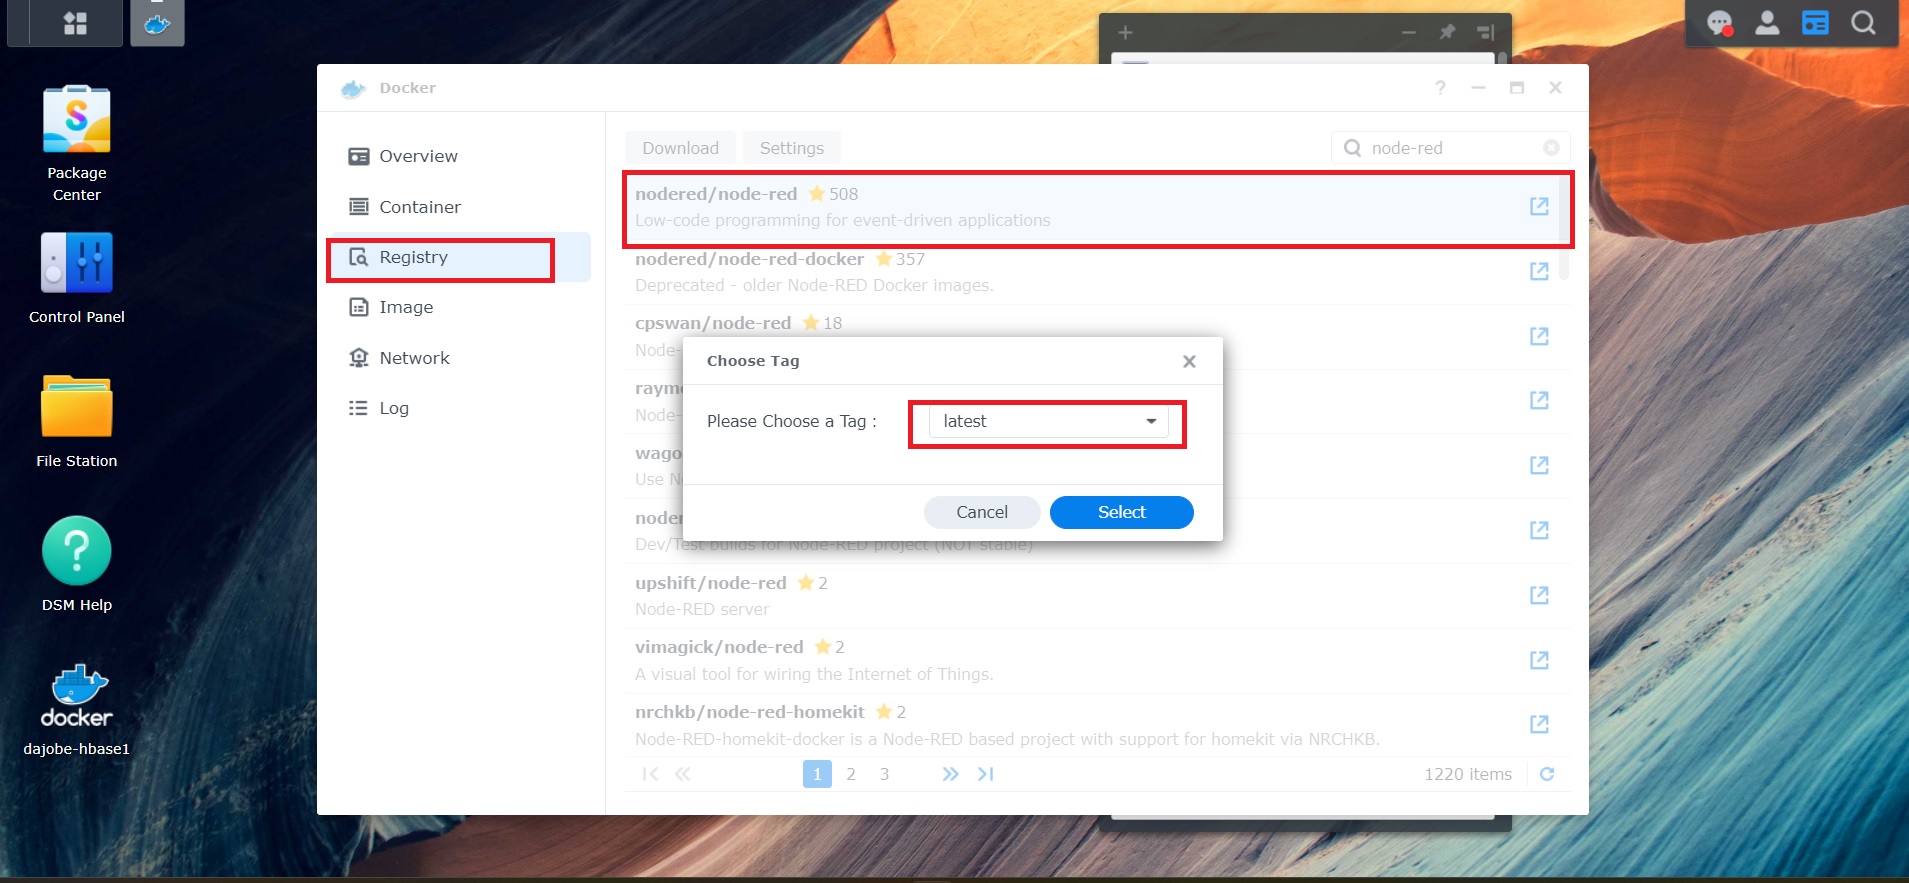 Docker
?
Package
Center
Control Panel
File Station
DSM Help
docker
dajobe-hbase1
Overview
Container
Registry
Image
Network
Log
Download
Settings
node-red
nodered/node-red 508
Low-code programming for event-driven applications
nodered/node-red-docker 357
Deprecated - older Node-RED Docker images.
cpswan/node-red 18
Node-
raym
Node-
wago
Use N
noder
Dev/Test builds for Node-RED project (NOT stable)
upshift/node-red 2
Node-RED server
vimagick/node-red 2
A visual tool for wiring the Internet of Things.
nrchkb/node-red-homekit 2
Node-RED-homekit-docker is a Node-RED based project with support for homekit via NRCHKB.
1 2 3
1220 items
Choose Tag
Please Choose a Tag :
latest
Cancel
Select